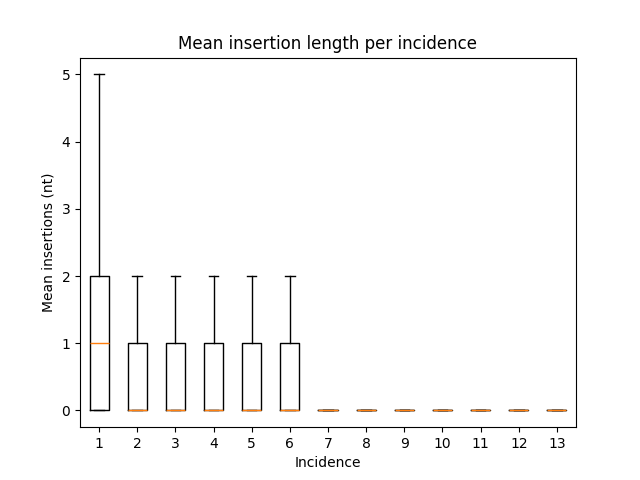 Mean insertion length per incidence
Mean insertions (nt)
5
4
3
2
1
0
1 2 3 4 5 6 7 8 9 10 11 12 13
Incidence